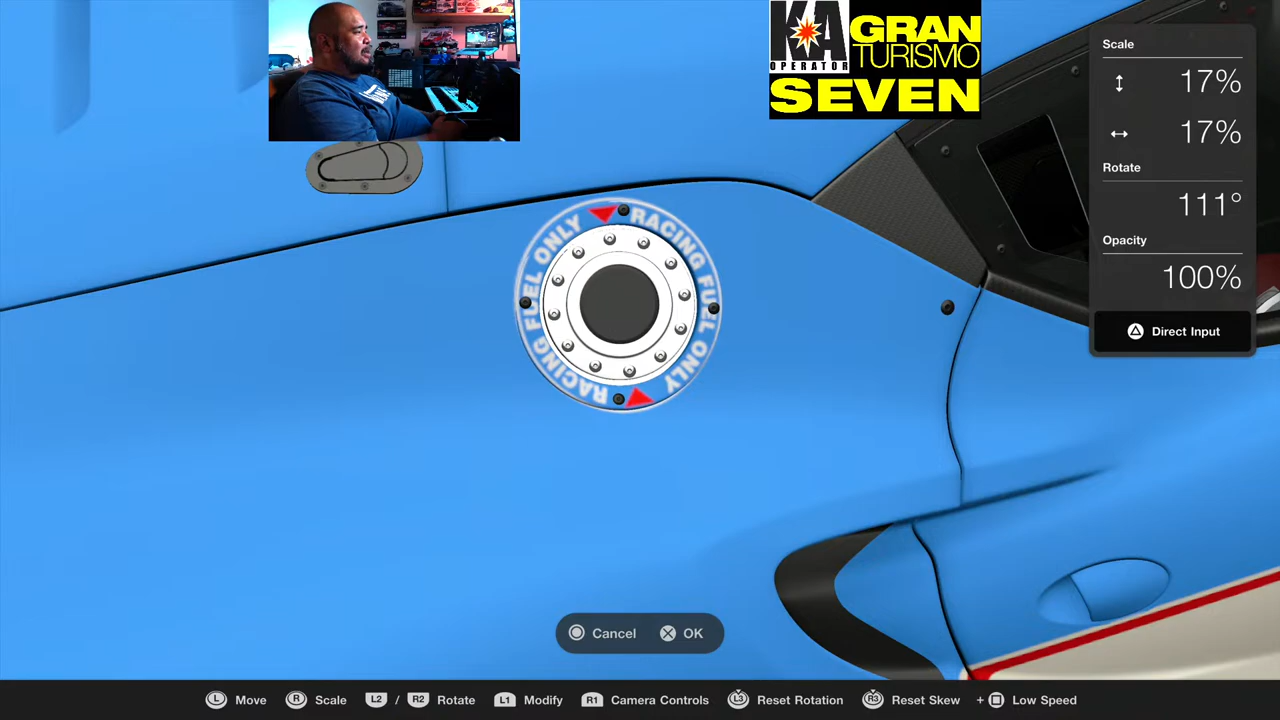 KA
OPERATOR
GRAN
TURISMO
SEVEN
Scale
17%
17%
Rotate
111°
Opacity
100%
Direct Input
RACING FUEL ONLY
RACING FUEL ONLY
Cancel
OK
L Move
R Scale
L2 / R2 Rotate
L1 Modify
R1 Camera Controls
L3 Reset Rotation
R3 Reset Skew
+ Low Speed